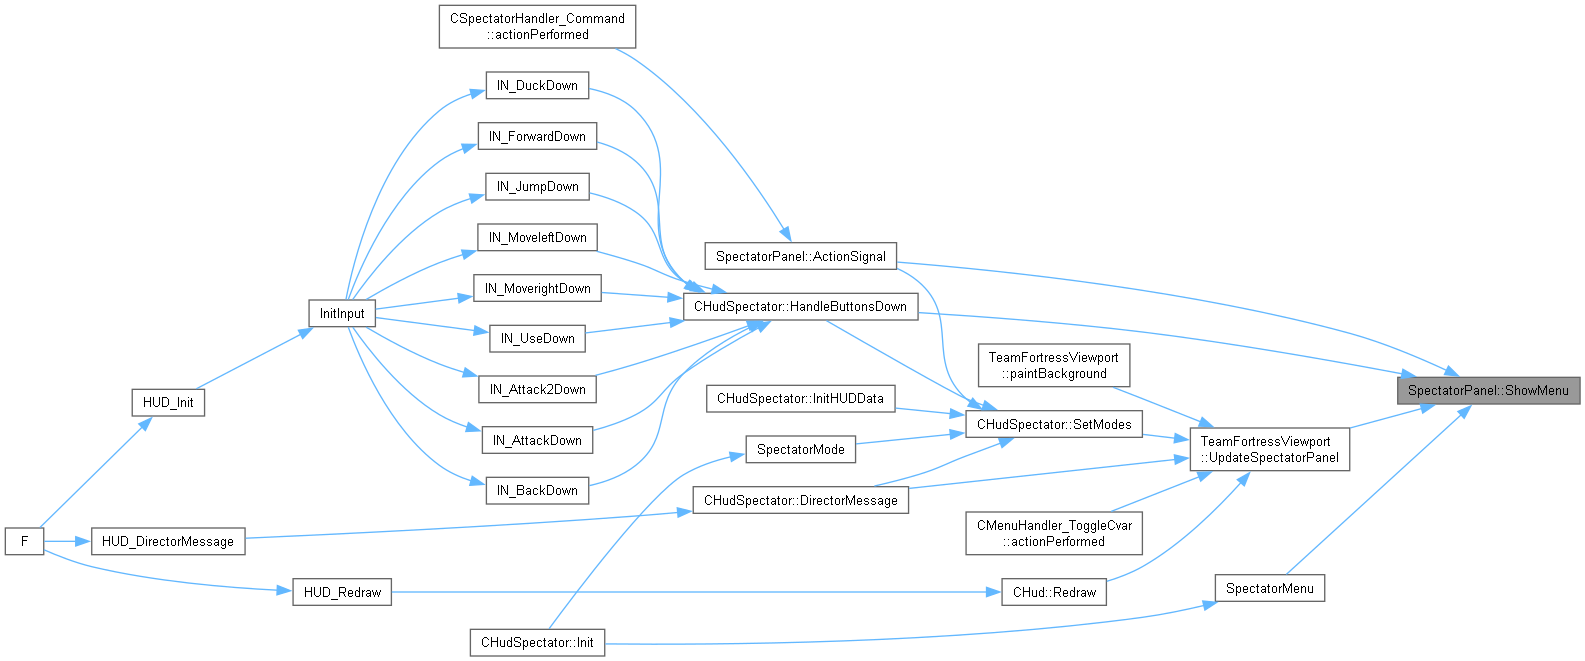 CSpectatorHandler_Command
::actionPerformed
IN_DuckDown
IN_ForwardDown
IN_JumpDown
IN_MoveleftDown
SpectatorPanel::ActionSignal
IN_MoverightDown
CHudSpectator::HandleButtonsDown
InitInput
IN_UseDown
TeamFortressViewport
::paintBackground
IN_Attack2Down
SpectatorPanel::ShowMenu
HUD_Init
CHudSpectator::InitHUDData
CHudSpectator::SetModes
IN_AttackDown
SpectatorMode
TeamFortressViewport
::UpdateSpectatorPanel
IN_BackDown
CHudSpectator::DirectorMessage
CMenuHandler_ToggleCvar
::actionPerformed
F
HUD_DirectorMessage
HUD_Redraw
CHud::Redraw
SpectatorMenu
CHudSpectator::Init